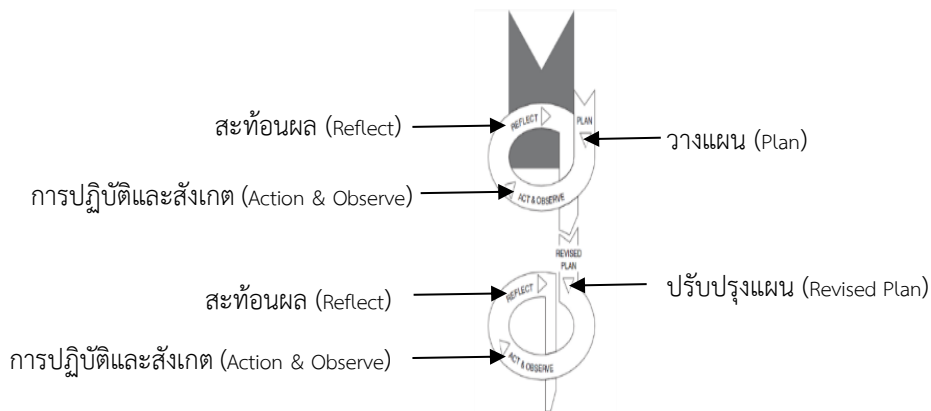 สะท้อนผล (Reflect)
REFLECT
PLAN
วางแผน (Plan)
การปฏิบัติและสังเกต (Action & Observe)
ACT & OBSERVE
REVISED
PLAN
สะท้อนผล (Reflect)
REFLECT
ปรับปรุงแผน (Revised Plan)
การปฏิบัติและสังเกต (Action & Observe)
ACT & OBSERVE